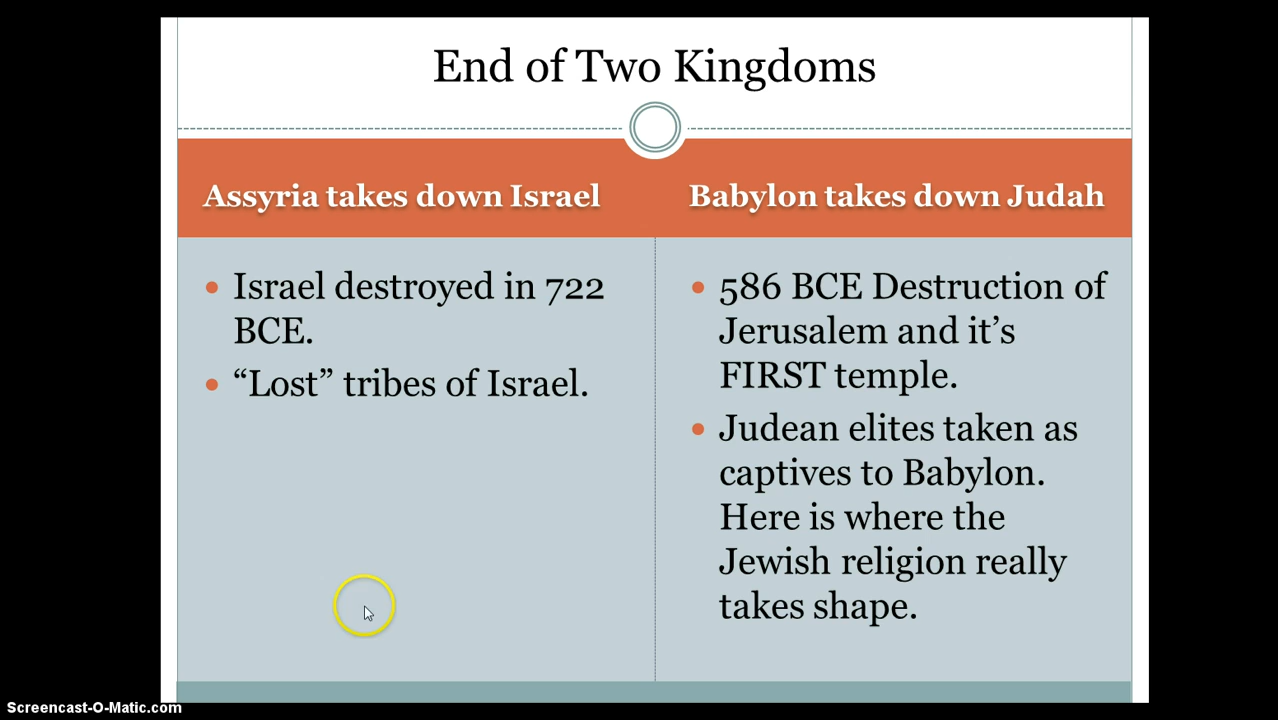 End of Two Kingdoms
Assyria takes down Israel
Israel destroyed in 722
BCE.
“Lost” tribes of Israel.
Babylon takes down Judah
586 BCE Destruction of
Jerusalem and it’s
FIRST temple.
Judean elites taken as
captives to Babylon.
Here is where the
Jewish religion really
takes shape.
Screencast-O-Matic.com